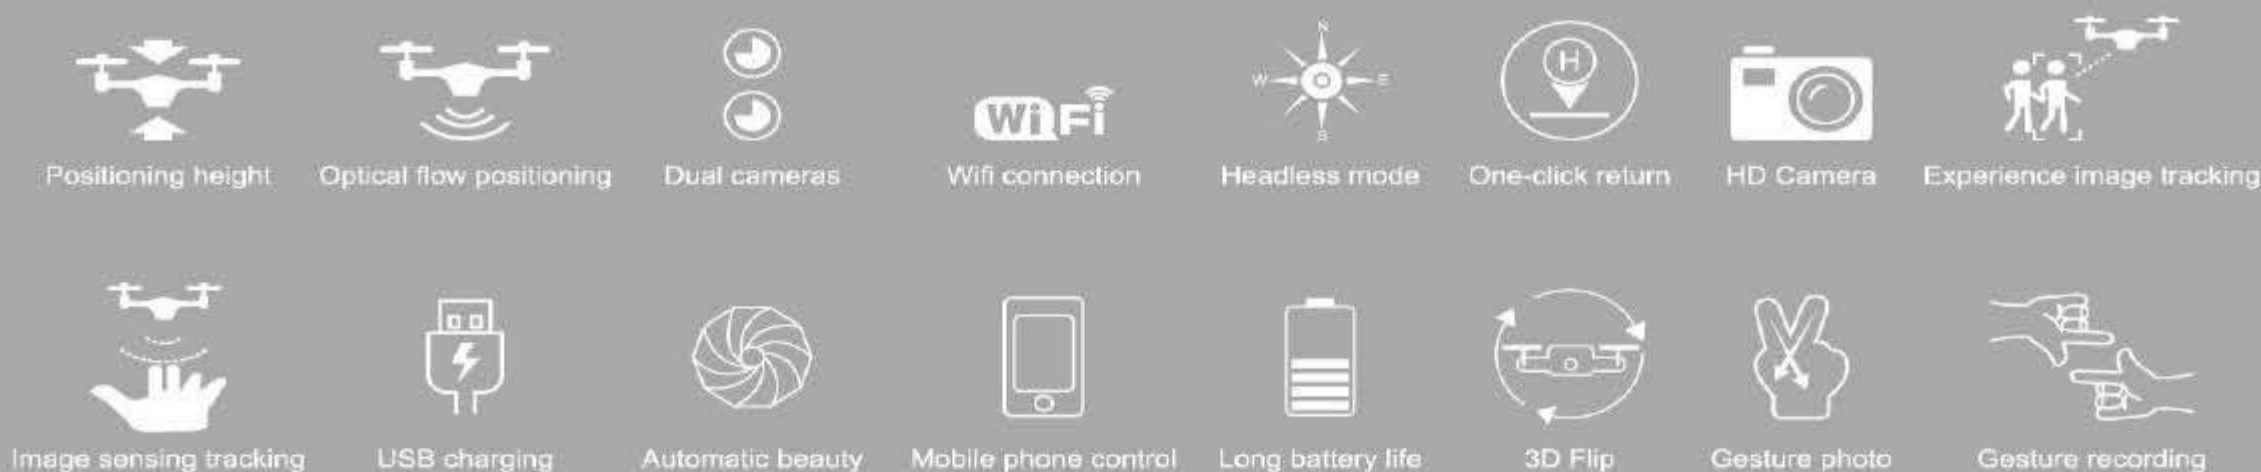 N
W E
S
H
WiFi
Positioning height
Optical flow positioning
Dual cameras
Wifi connection
Headless mode
One-click return
HD Camera
Experience image tracking
Image sensing tracking
USB charging
Automatic beauty
Mobile phone control
Long battery life
3D Flip
Gesture photo
Gesture recording